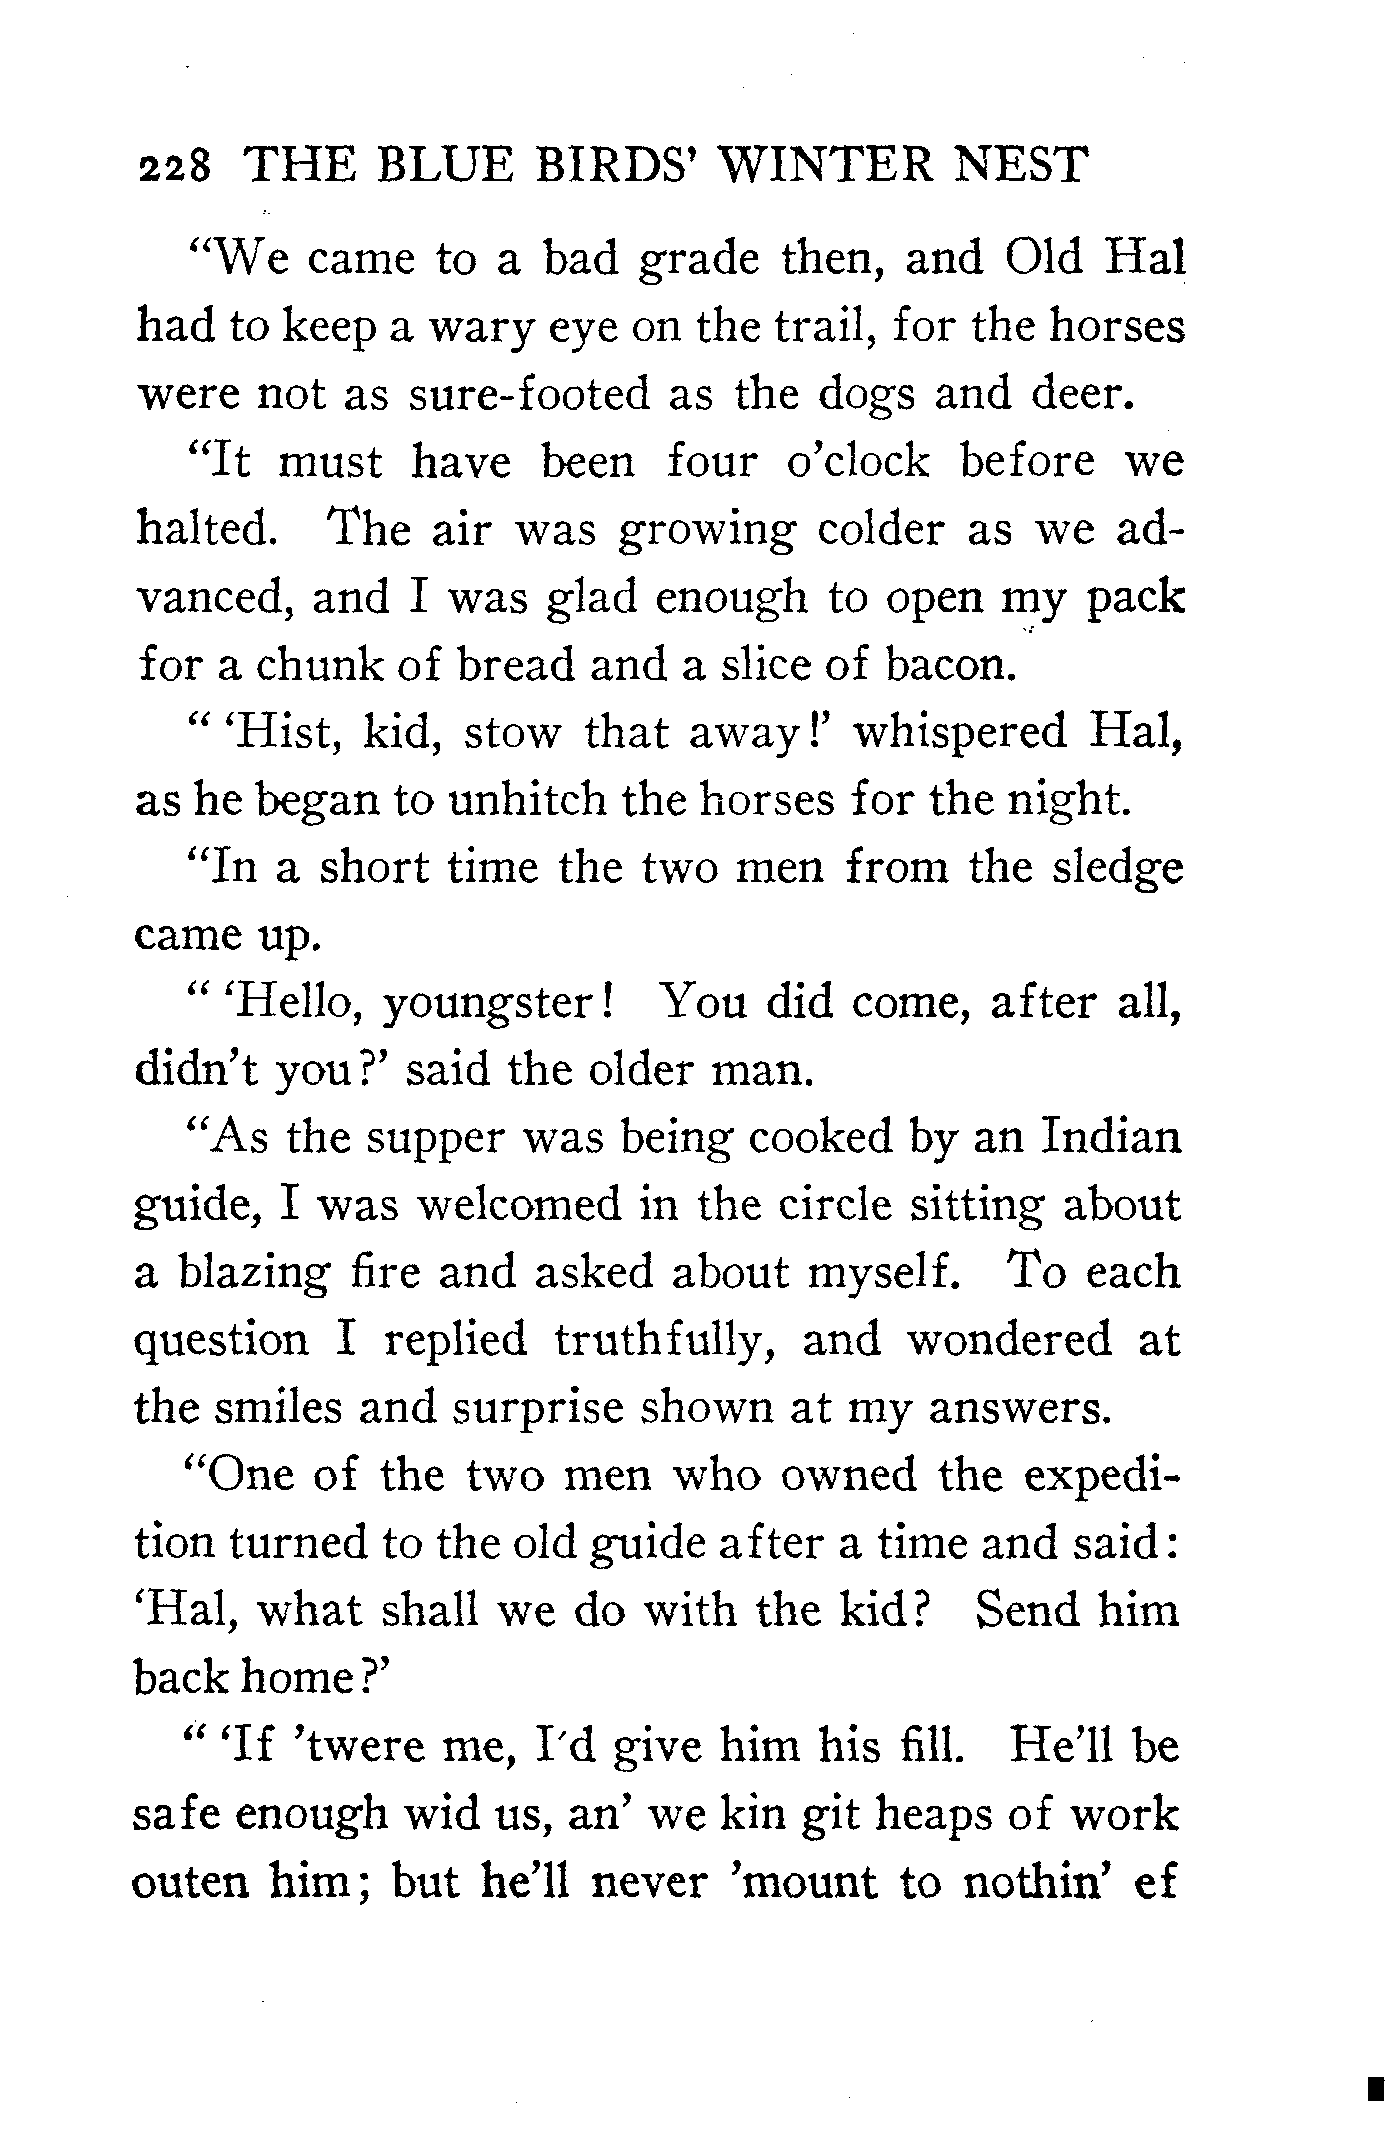 228 THE BLUE BIRDS' WINTER NEST
"We came to a bad grade then, and Old Hal
had to keep a wary eye on the trail, for the horses
were not as sure-footed as the dogs and deer.
"It must have been four o'clock before we
halted. The air was growing colder as we ad-
vanced, and I was glad enough to open my pack
for a chunk of bread and a slice of bacon.
" 'Hist, kid, stow that away!' whispered Hal,
as he began to unhitch the horses for the night.
"In a short time the two men from the sledge
came up.
" 'Hello, youngster! You did come, after all,
didn't you?' said the older man.
"As the supper was being cooked by an Indian
guide, I was welcomed in the circle sitting about
a blazing fire and asked about myself. To each
question I replied truthfully, and wondered at
the smiles and surprise shown at my answers.
"One of the two men who owned the expedi-
tion turned to the old guide after a time and said:
'Hal, what shall we do with the kid? Send him
back home?'
" 'If 'twere me, I'd give him his fill. He'll be
safe enough wid us, an' we kin git heaps of work
outen him; but he'll never 'mount to nothin' ef